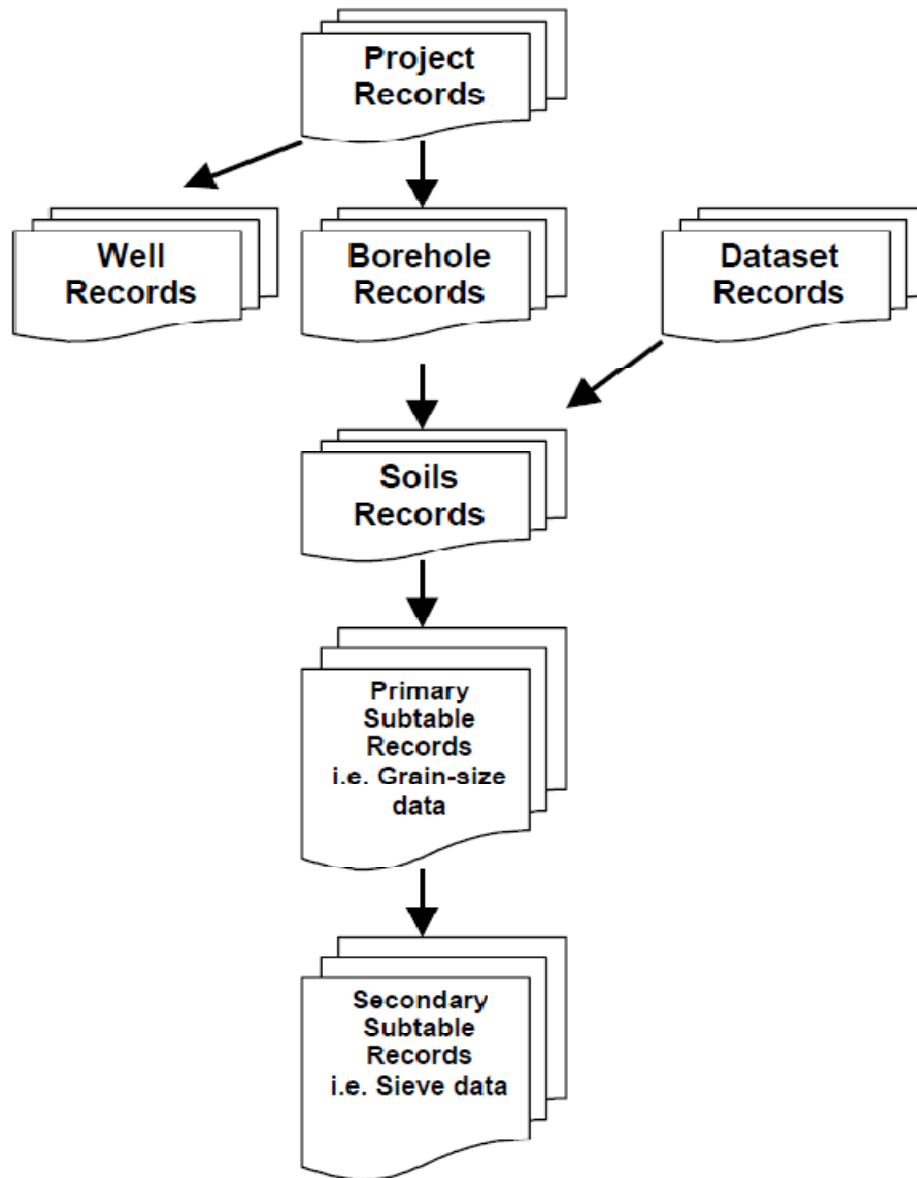 Project
Records
Well
Records
Borehole
Records
Dataset
Records
Soils
Records
Primary
Subtable
Records
i.e. Grain-size
data
Secondary
Subtable
Records
i.e. Sieve data